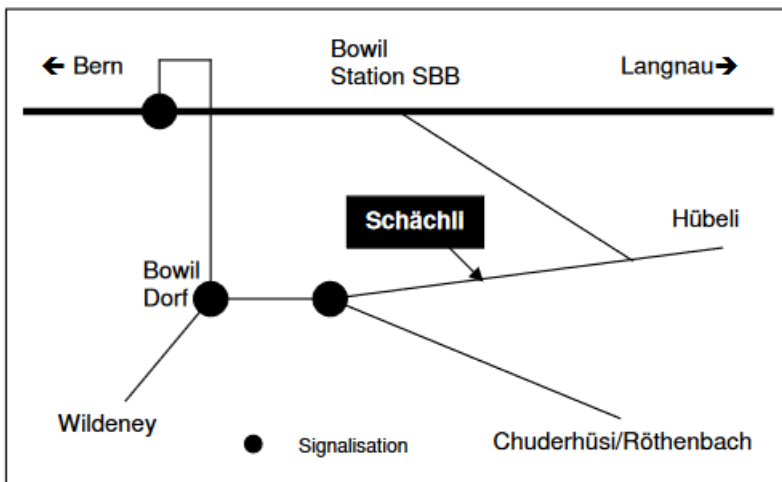 🡸 Bern
Bowil
Station SBB
Langnau🡺
Schächli
Hübeli
Bowil
Dorf
Wildeney
Signalisation
Chuderhüsi/Röthenbach